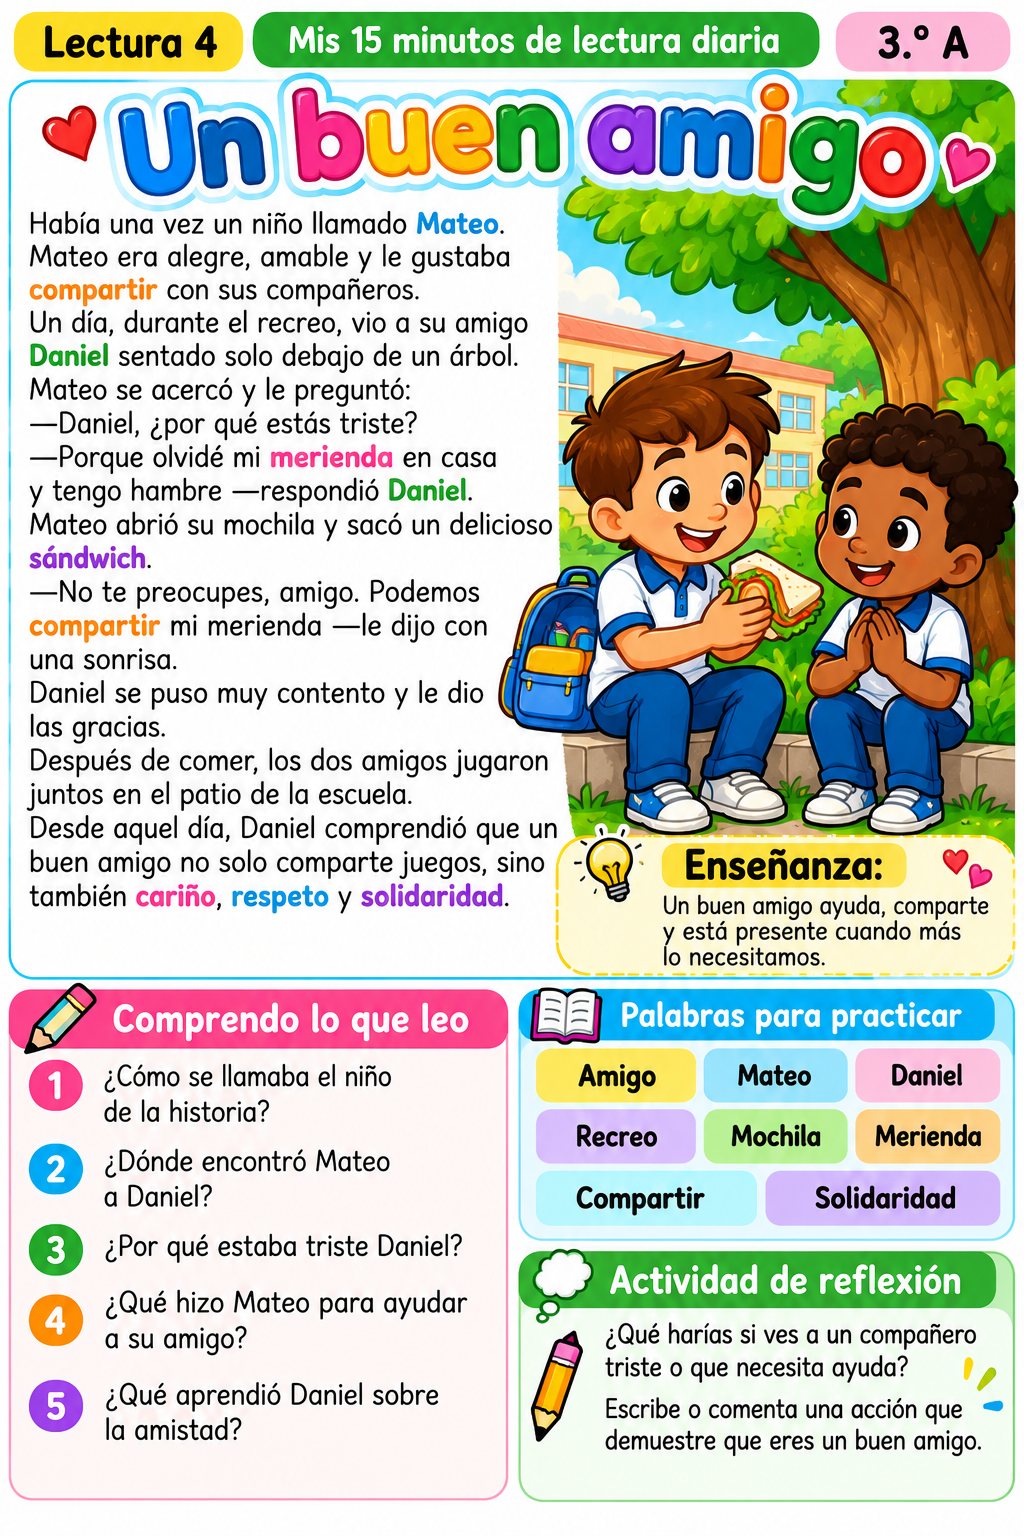 Lectura 4
Mis 15 minutos de lectura diaria
3.° A
Un buen amigo
Había una vez un niño llamado Mateo.
Mateo era alegre, amable y le gustaba
compartir con sus compañeros.
Un día, durante el recreo, vio a su amigo
Daniel sentado solo debajo de un árbol.
Mateo se acercó y le preguntó:
—Daniel, ¿por qué estás triste?
—Porque olvidé mi merienda en casa
y tengo hambre —respondió Daniel.
Mateo abrió su mochila y sacó un delicioso
sándwich.
—No te preocupes, amigo. Podemos
compartir mi merienda —le dijo con
una sonrisa.
Daniel se puso muy contento y le dio
las gracias.
Después de comer, los dos amigos jugaron
juntos en el patio de la escuela.
Desde aquel día, Daniel comprendió que un
buen amigo no solo comparte juegos, sino
también cariño, respeto y solidaridad.
Enseñanza:
Un buen amigo ayuda, comparte
y está presente cuando más
lo necesitamos.
Comprendo lo que leo
1 ¿Cómo se llamaba el niño
de la historia?
2 ¿Dónde encontró Mateo
a Daniel?
3 ¿Por qué estaba triste Daniel?
4 ¿Qué hizo Mateo para ayudar
a su amigo?
5 ¿Qué aprendió Daniel sobre
la amistad?
Palabras para practicar
Amigo Mateo Daniel
Recreo Mochila Merienda
Compartir Solidaridad
Actividad de reflexión
¿Qué harías si ves a un compañero
triste o que necesita ayuda?
Escribe o comenta una acción que
demuestre que eres un buen amigo.